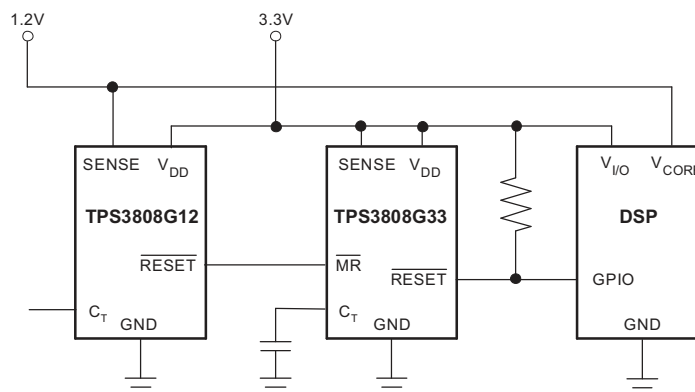 1.2V 3.3V
SENSE V_DD SENSE V_DD V_I/O V_CORE
TPS3808G12 TPS3808G33 DSP
RESET MR RESET GPIO
C_T GND C_T GND GND